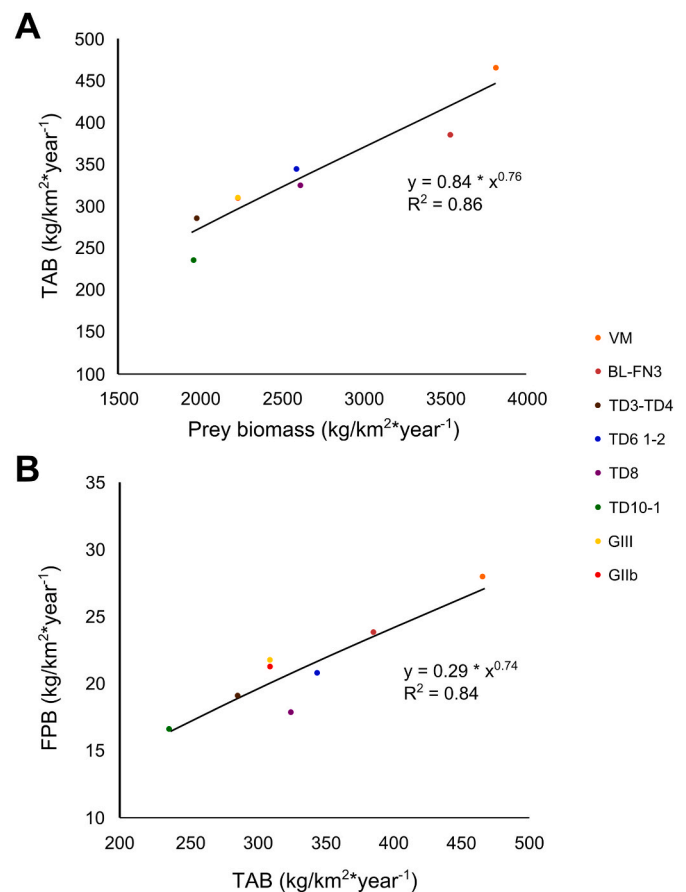 A
500
450
400
350
300
250
200
150
100
TAB (kg/km²*year⁻¹)
y = 0.84 * x⁰·⁷⁶
R² = 0.86
1500 2000 2500 3000 3500 4000
Prey biomass (kg/km²*year⁻¹)
VM
BL-FN3
TD3-TD4
TD6 1-2
TD8
TD10-1
GIII
GIIb
B
35
30
25
20
15
10
FPB (kg/km²*year⁻¹)
y = 0.29 * x⁰·⁷⁴
R² = 0.84
200 300 350 400 450 500
TAB (kg/km²*year⁻¹)